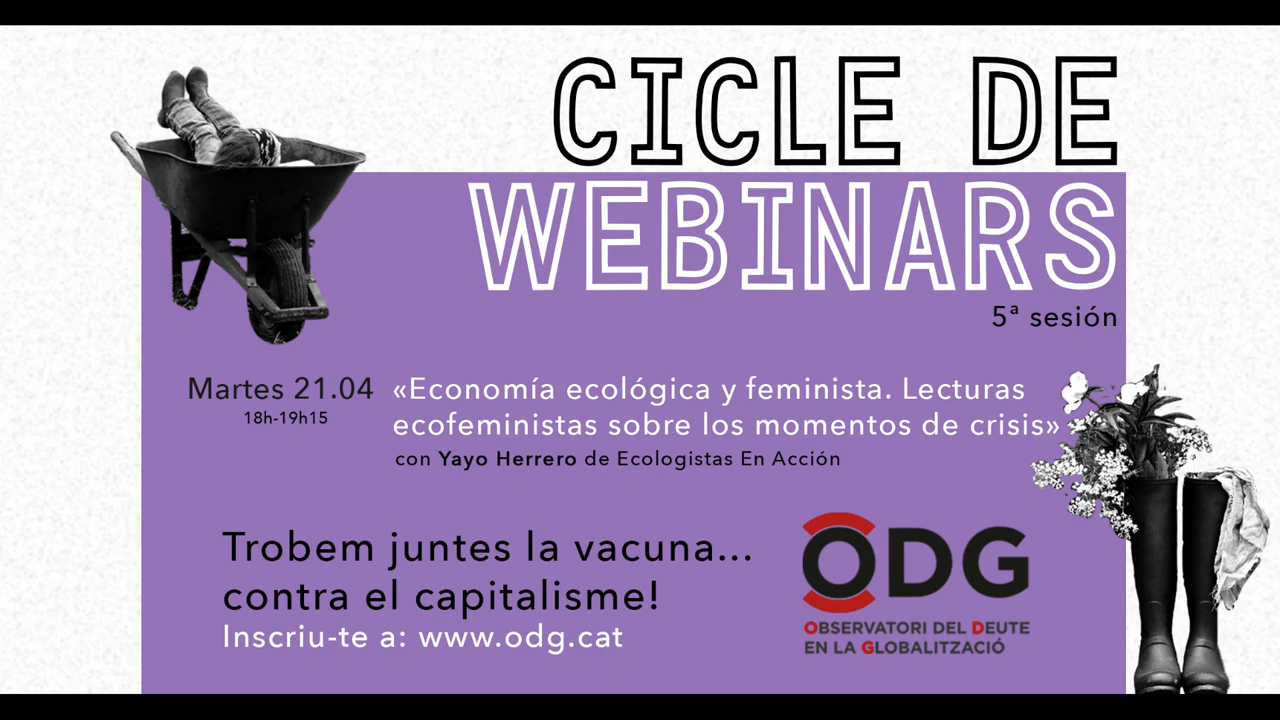 CICLE DE
WEBINARS
5ª sesión
Martes 21.04
18h-19h15
«Economía ecológica y feminista. Lecturas
ecofeministas sobre los momentos de crisis»
con Yayo Herrero de Ecologistas En Acción
Trobem juntes la vacuna...
contra el capitalisme!
Inscriu-te a: www.odg.cat
ODG
OBSERVATORI DEL DEUTE
EN LA GLOBALITZACIÓ